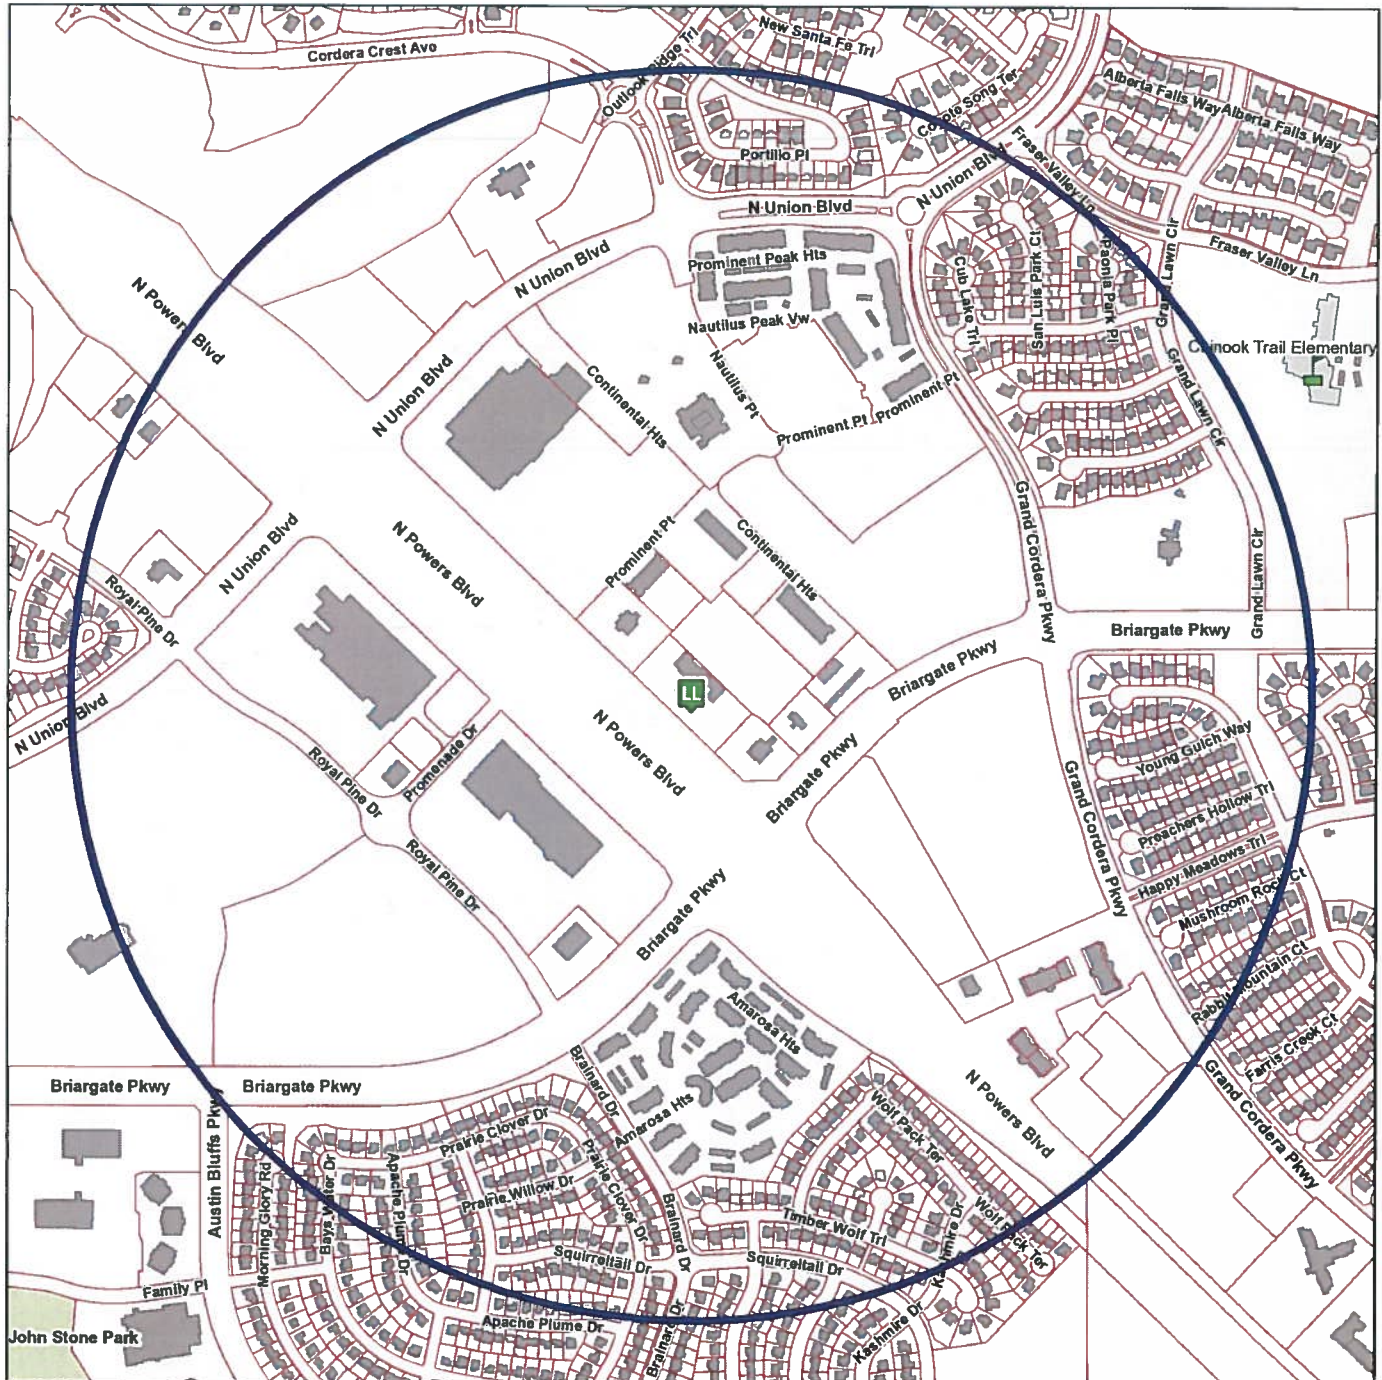 New Santa Fe Trl
Cordera Crest Ave
Outlook Ridge Trl
Alberta Falls Way
Alberta Falls Way
Coyote Song Ter
Portillo Pl
N Union Blvd
Fraser Valley Ln
N Union Blvd
Grand Lawn Cir
Fraser Valley Ln
N Union Blvd
Prominent Peak Hts
Cub Lake Trl
San Luis Park Ct
Paonia Park Pl
N Powers Blvd
Nautilus Peak Vw
Chinook Trail Elementary
N Union Blvd
Continental Hts
Nautilus Pt
Prominent Pt
Prominent Pt
Grand Lawn Cir
N Union Blvd
N Powers Blvd
Prominent Pt
Continental Hts
Grand Cordera Pkwy
Grand Lawn Cir
Royal Pine Dr
Briargate Pkwy
Briargate Pkwy
LL
N Union Blvd
N Powers Blvd
Promenade Dr
Royal Pine Dr
Briargate Pkwy
Young Gulch Way
Grand Cordera Pkwy
Preachers Hollow Trl
Happy Meadows Trl
Royal Pine Dr
Mushroom Rock Ct
Briargate Pkwy
Rabbit Mountain Ct
Amarosa Hts
Farris Creek Ct
Briargate Pkwy
Briargate Pkwy
Brainard Dr
Amarosa Hts
N Powers Blvd
Grand Cordera Pkwy
Austin Bluffs Pkwy
Prairie Clover Dr
Wolf Pack Ter
Morning Glory Rd
Bays Water Dr
Apache Plume Dr
Prairie Willow Dr
Prairie Clover Dr
Brainard Dr
Timber Wolf Trl
Kashmire Dr
Wolf Pack Ter
Squirreltail Dr
Squirreltail Dr
Family Pl
Apache Plume Dr
Brainard Dr
Kashmire Dr
John Stone Park